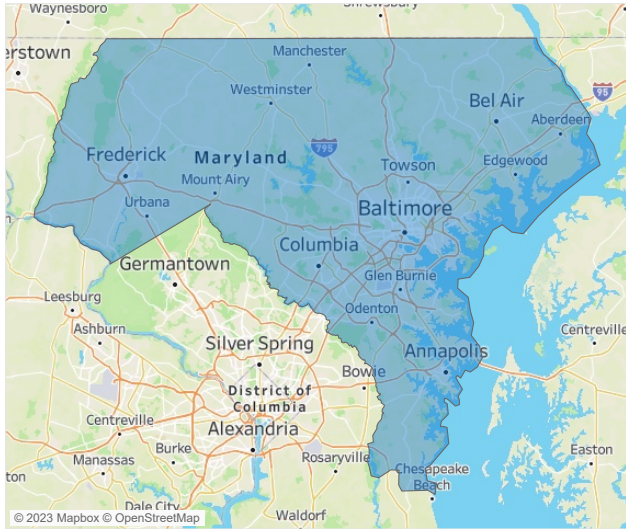 Waynesboro
Shrewsbury
erstown
Manchester
Westminster
95
Bel Air
Aberdeen
795
Maryland
Frederick
Towson
Edgewood
Mount Airy
Urbana
Baltimore
Columbia
Germantown
Glen Burnie
Leesburg
Odenton
Ashburn
Centreville
Silver Spring
Annapolis
Bowie
District of
Columbia
Centreville
Alexandria
Burke
Rosaryville
Easton
Manassas
Chesapeake
Beach
ton
Dale City
Waldorf
© 2023 Mapbox © OpenStreetMap